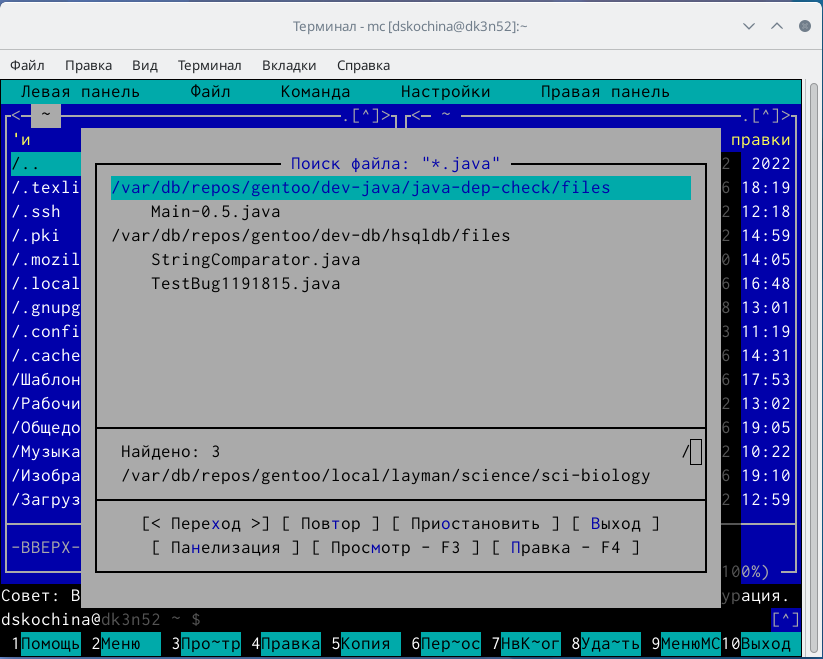 Терминал - mc [dskochina@dk3n52]:~
Файл Правка Вид Терминал Вкладки Справка
Левая панель Файл Команда Настройки Правая панель
<─ ~ .[^]> <─ ~ .[^]>
'и правки
/.. 2 2022
/.texli 6 18:19
/.ssh 2 12:18
/.pki 2 14:59
/.mozil 0 14:05
/.local 6 16:48
/.gnupg 8 13:01
/.confi 3 11:19
/.cache 6 14:31
/Шаблон 6 17:53
/Рабочи 2 13:02
/Общедо 6 19:05
/Музыка 2 10:22
/Изобра 6 19:10
/Загруз 2 12:59
-ВВЕРХ-
100%)
Поиск файла: "*.java"
/var/db/repos/gentoo/dev-java/java-dep-check/files
Main-0.5.java
/var/db/repos/gentoo/dev-db/hsqldb/files
StringComparator.java
TestBug1191815.java
Найдено: 3 /
/var/db/repos/gentoo/local/layman/science/sci-biology
[< Переход >] [ Повтор ] [ Приостановить ] [ Выход ]
[ Панелизация ] [ Просмотр - F3 ] [ Правка - F4 ]
Совет: В урация.
dskochina@dk3n52 ~ $ [^]
1Помощь 2Меню 3Про~тр 4Правка 5Копия 6Пер~ос 7НвК~ог 8Уда~ть 9МенюMC 10Выход